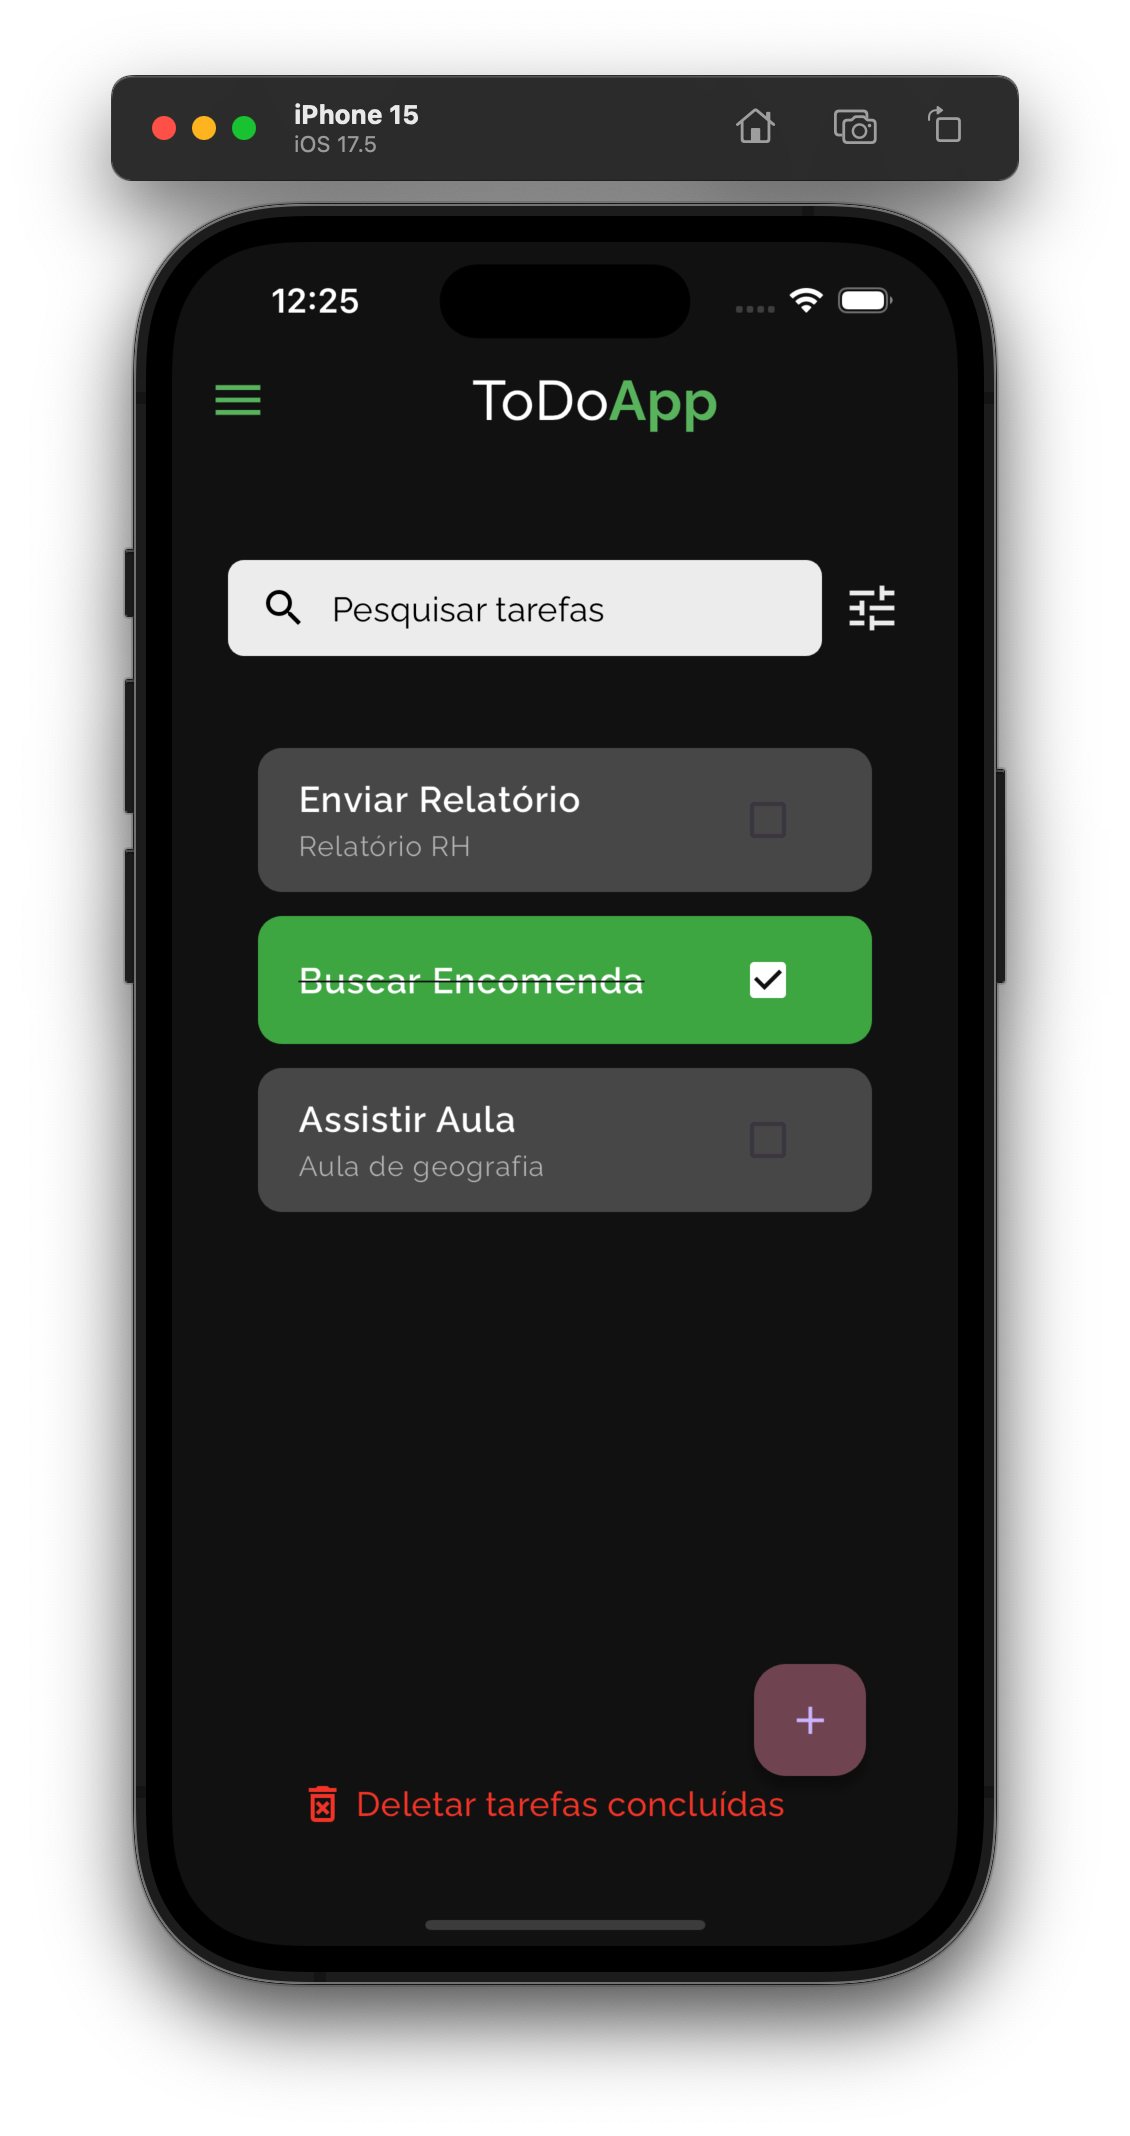 iPhone 15
iOS 17.5
12:25
ToDoApp
Pesquisar tarefas
Enviar Relatório
Relatório RH
Buscar Encomenda
Assistir Aula
Aula de geografia
+
Deletar tarefas concluídas